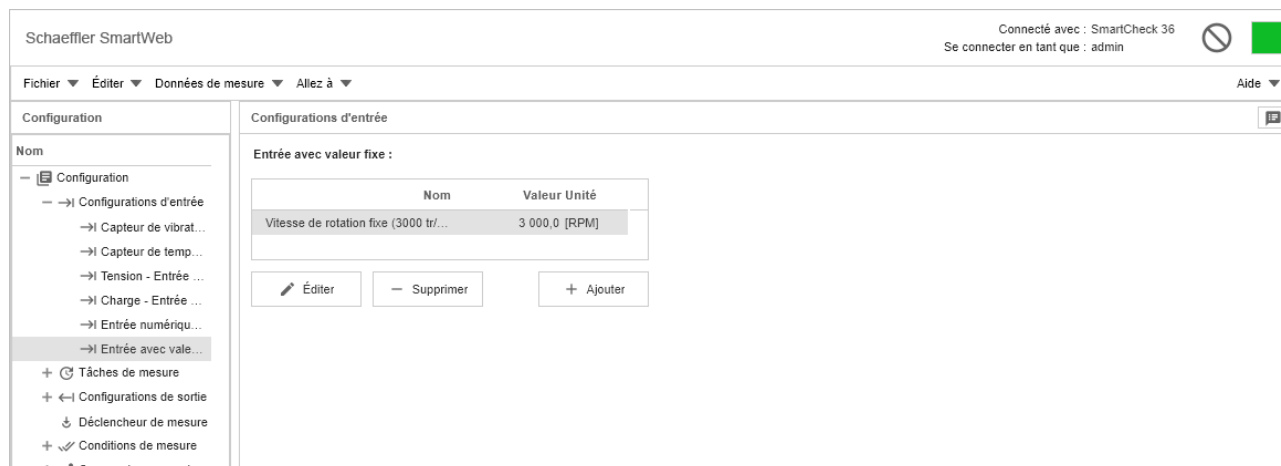 Schaeffler SmartWeb
Connecté avec : SmartCheck 36
Se connecter en tant que : admin
Fichier Éditer Données de mesure Allez à Aide
Configuration
Configurations d'entrée
Nom
Entrée avec valeur fixe :
Configuration
Configurations d'entrée
Capteur de vibrat...
Capteur de temp...
Tension - Entrée ...
Charge - Entrée ...
Entrée numériqu...
Entrée avec vale...
Tâches de mesure
Configurations de sortie
Déclencheur de mesure
Conditions de mesure
Nom Valeur Unité
Vitesse de rotation fixe (3000 tr/... 3 000,0 [RPM]
Éditer Supprimer Ajouter